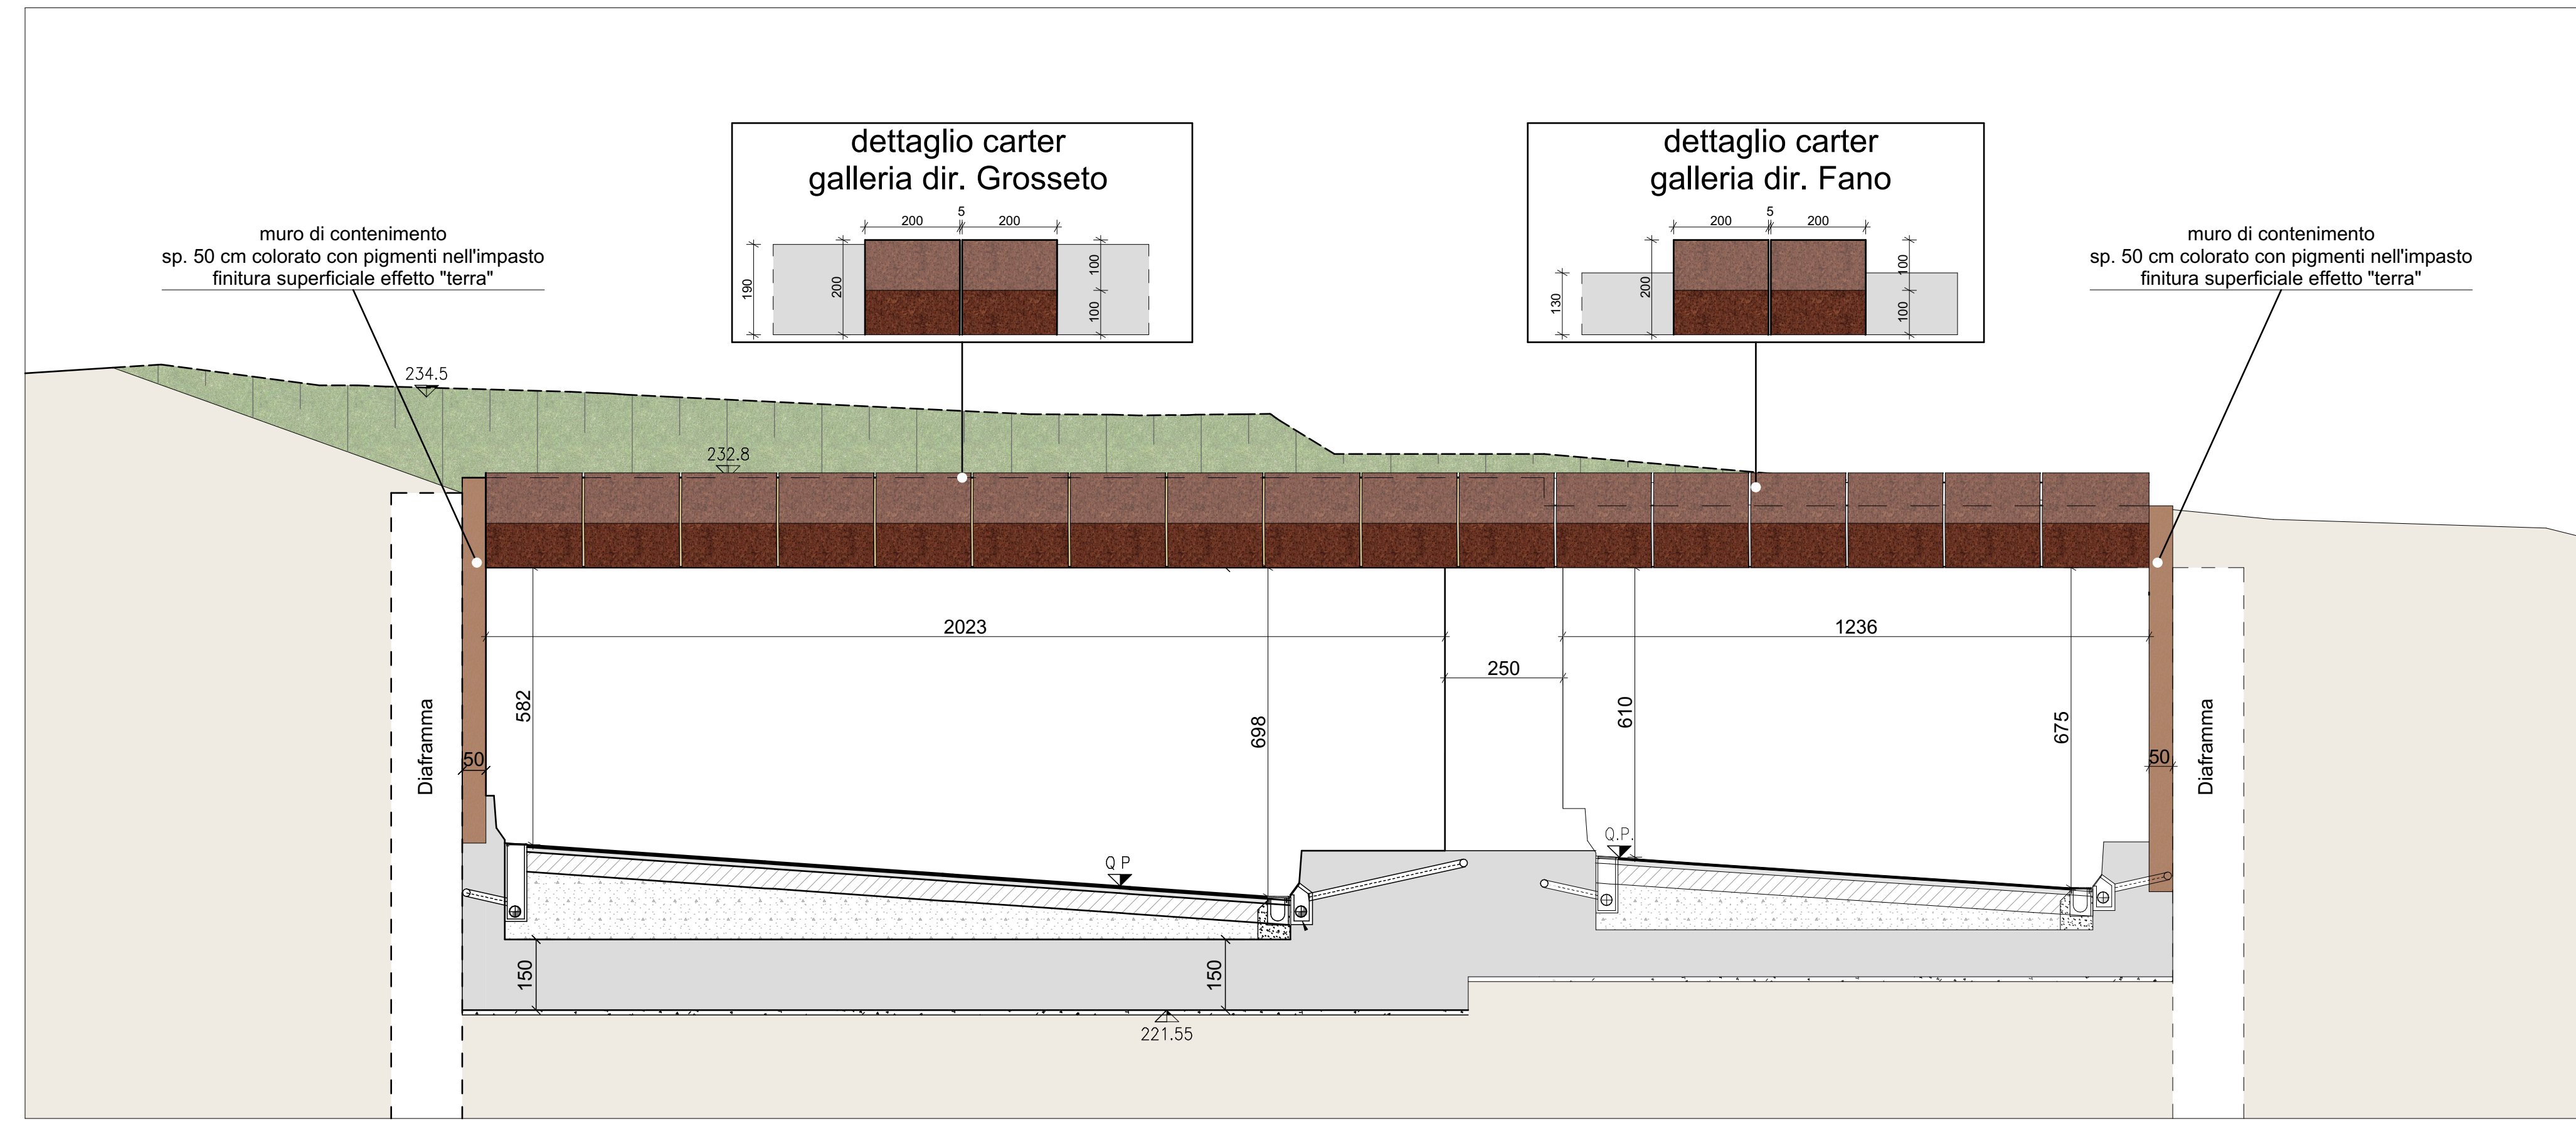 dettaglio carter
galleria dir. Grosseto
200
5
200
190
200
100
100
dettaglio carter
galleria dir. Fano
200
5
200
130
200
100
100
muro di contenimento
sp. 50 cm colorato con pigmenti nell'impasto
finitura superficiale effetto "terra"
muro di contenimento
sp. 50 cm colorato con pigmenti nell'impasto
finitura superficiale effetto "terra"
234.5
232.8
2023
1236
250
582
698
610
675
50
50
Diaframma
Diaframma
Q P
Q.P.
150
150
221.55